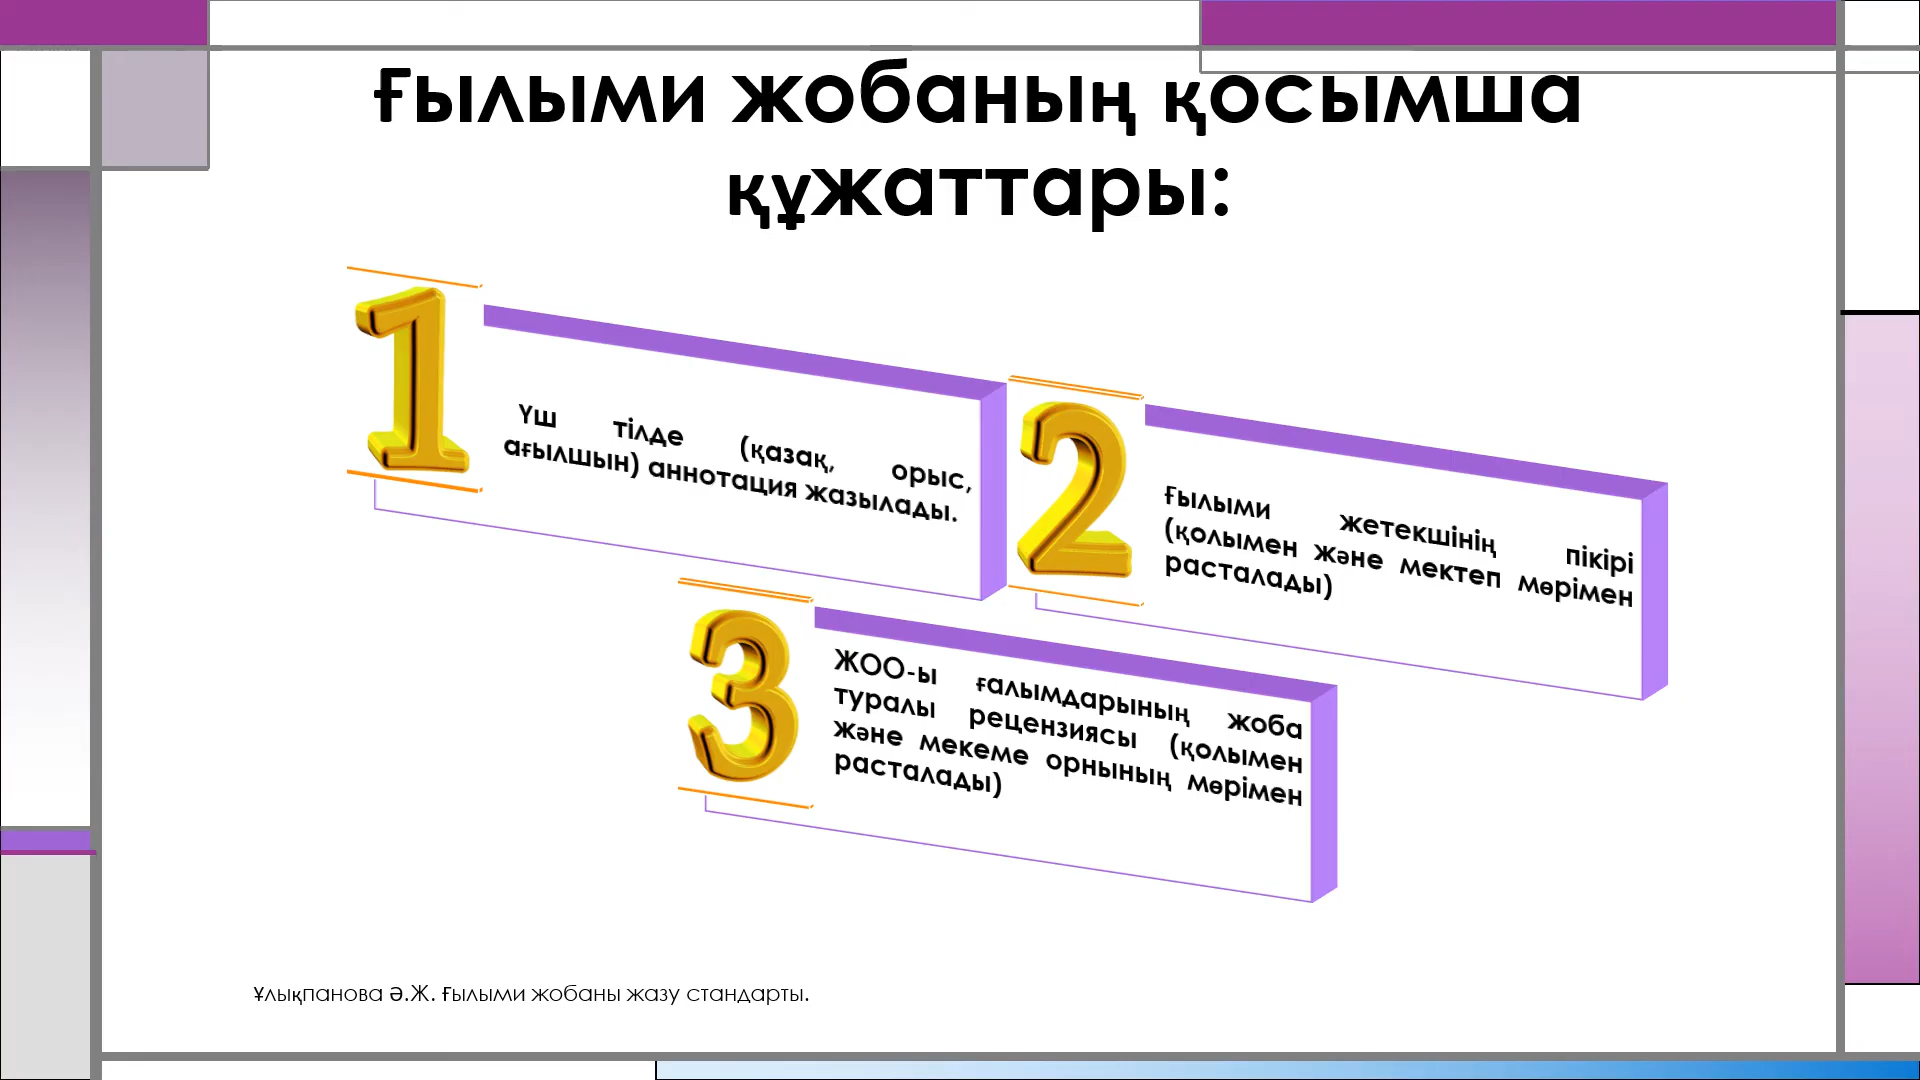 Ғылыми жобаның қосымша
құжаттары:
1
Үш тілде (қазақ, орыс,
ағылшын) аннотация жазылады.
2
Ғылыми жетекшінің пікірі
(қолымен және мектеп мөрімен
расталады)
3
ЖОО-ы ғалымдарының жоба
туралы рецензиясы (қолымен
және мекеме орнының мөрімен
расталады)
Ұлықпанова Ә.Ж. Ғылыми жобаны жазу стандарты.